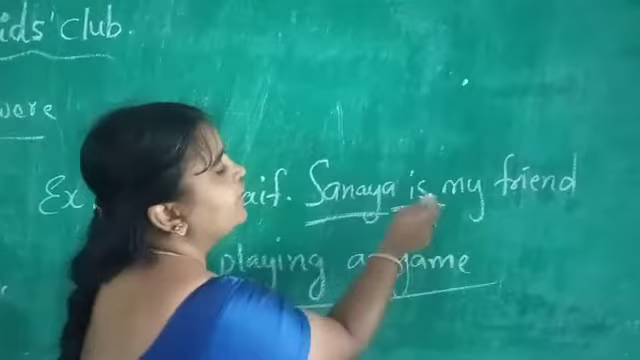 ids' club.
were
Ex. aif. Sanaya is my friend
playing a game